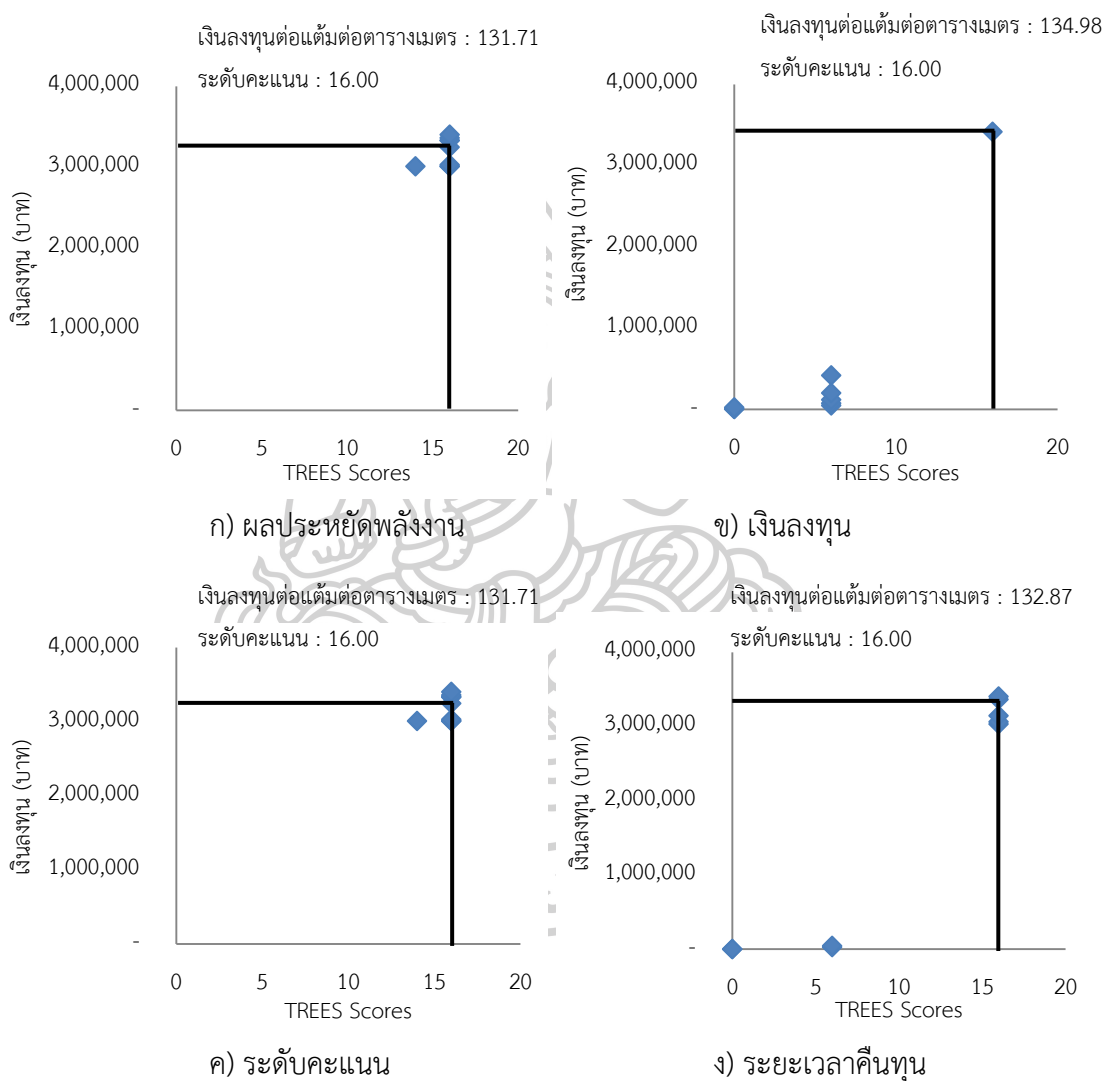 เงินลงทุนต่อแต้มต่อตารางเมตร : 131.71
ระดับคะแนน : 16.00
4,000,000
3,000,000
2,000,000
1,000,000
-
เงินลงทุน (บาท)
0 5 10 15 20
TREES Scores
ก) ผลประหยัดพลังงาน
เงินลงทุนต่อแต้มต่อตารางเมตร : 134.98
ระดับคะแนน : 16.00
4,000,000
3,000,000
2,000,000
1,000,000
-
เงินลงทุน (บาท)
0 10 20
TREES Scores
ข) เงินลงทุน
เงินลงทุนต่อแต้มต่อตารางเมตร : 131.71
ระดับคะแนน : 16.00
4,000,000
3,000,000
2,000,000
1,000,000
-
เงินลงทุน (บาท)
0 5 10 15 20
TREES Scores
ค) ระดับคะแนน
เงินลงทุนต่อแต้มต่อตารางเมตร : 132.87
ระดับคะแนน : 16.00
4,000,000
3,000,000
2,000,000
1,000,000
-
เงินลงทุน (บาท)
0 5 10 15 20
TREES Scores
ง) ระยะเวลาคืนทุน